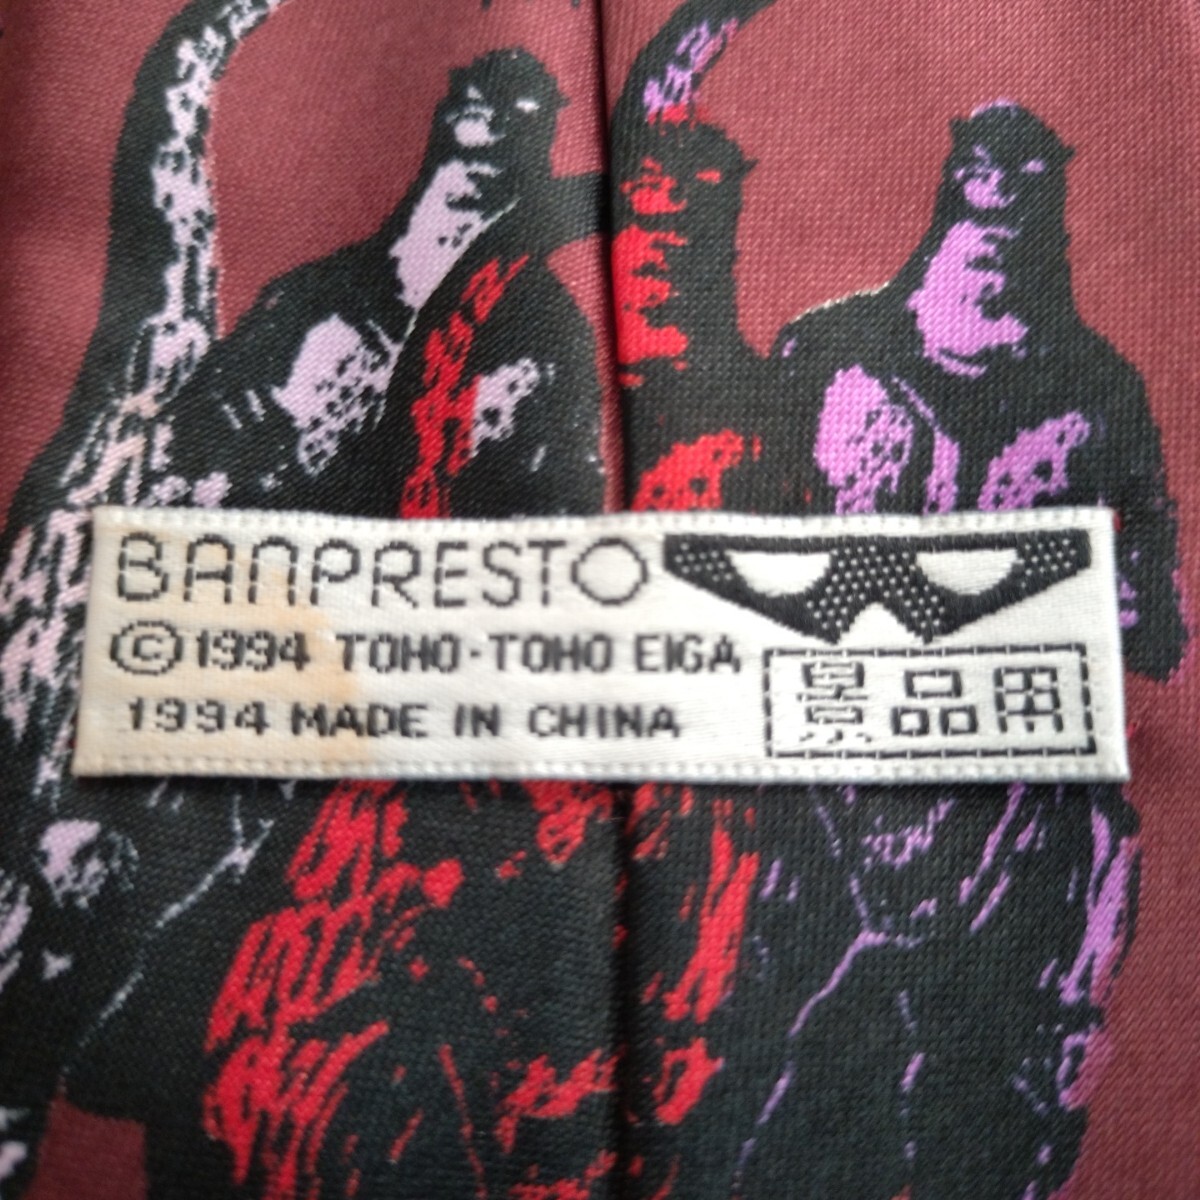 BANPRESTO
©1994 TOHO·TOHO EIGA
1994 MADE IN CHINA
景品用